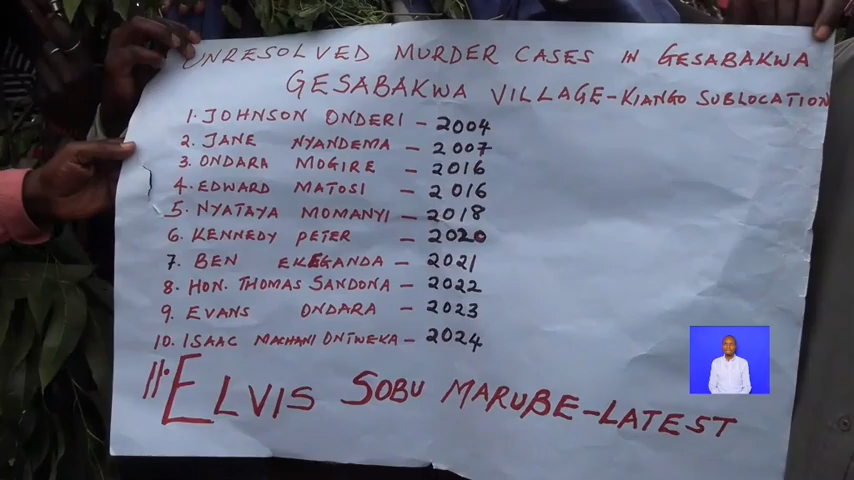 UNRESOLVED MURDER CASES IN GESABAKWA
GESABAKWA VILLAGE-KIANGO SUBLOCATION
1. JOHNSON ONDERI - 2004
2. JANE NYANDEMA - 2007
3. ONDARA MOGIRE - 2016
4. EDWARD MATOSI - 2016
5. NYATAYA MOMANYI - 2018
6. KENNEDY PETER - 2020
7. BEN EKEGANDA - 2021
8. HON. THOMAS SANDONA - 2022
9. EVANS ONDARA - 2023
10. ISAAC MACHANI ONTWEKA - 2024
11. ELVIS SOBU MARUBE - LATEST